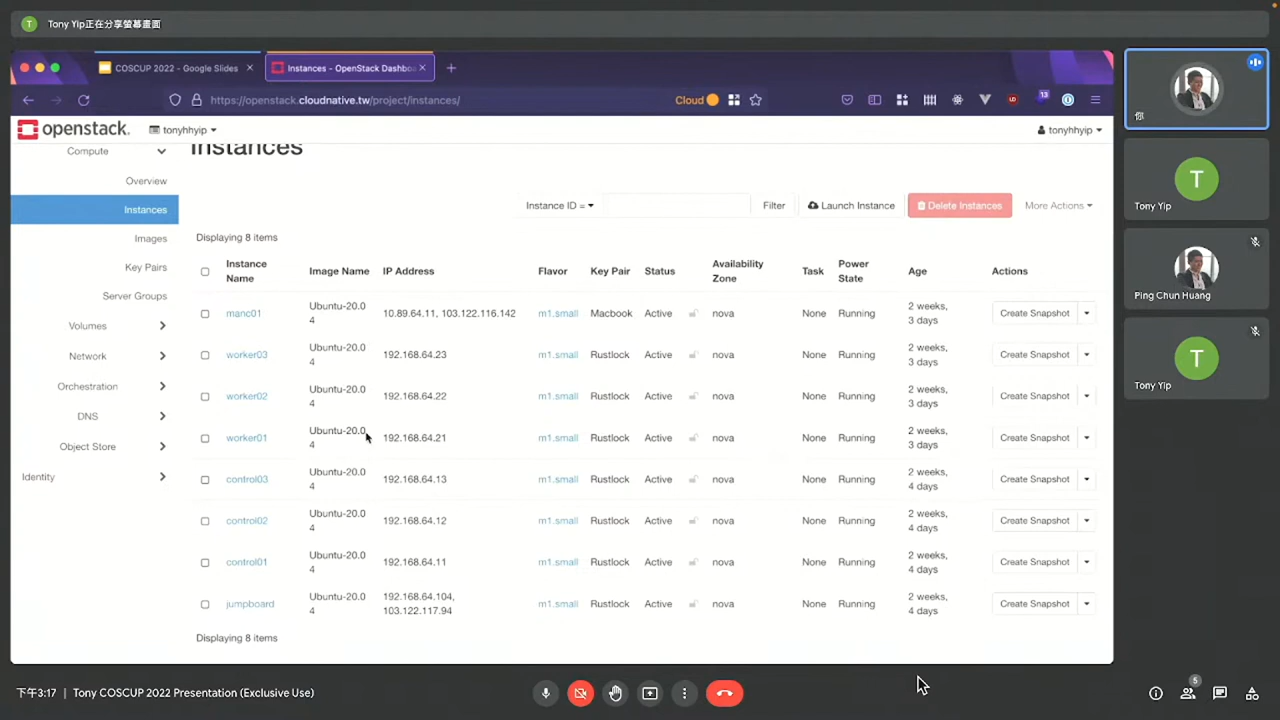 T
Tony Yip正在分享螢幕畫面
COSCUP 2022 - Google Slides
Instances - OpenStack Dashbo
https://openstack.cloudnative.tw/project/instances/
Cloud
13
openstack.
tonyhhyip
tonyhhyip
Compute
Overview
Instances
Images
Key Pairs
Server Groups
Volumes
Network
Orchestration
DNS
Object Store
Identity
Instances
Instance ID =
Filter
Launch Instance
Delete Instances
More Actions
Displaying 8 items
Instance Name Image Name IP Address Flavor Key Pair Status Availability Zone Task Power State Age Actions
manc01 Ubuntu-20.04 10.89.64.11, 103.122.116.142 m1.small Macbook Active nova None Running 2 weeks, 3 days Create Snapshot
worker03 Ubuntu-20.04 192.168.64.23 m1.small Rustlock Active nova None Running 2 weeks, 3 days Create Snapshot
worker02 Ubuntu-20.04 192.168.64.22 m1.small Rustlock Active nova None Running 2 weeks, 3 days Create Snapshot
worker01 Ubuntu-20.04 192.168.64.21 m1.small Rustlock Active nova None Running 2 weeks, 3 days Create Snapshot
control03 Ubuntu-20.04 192.168.64.13 m1.small Rustlock Active nova None Running 2 weeks, 4 days Create Snapshot
control02 Ubuntu-20.04 192.168.64.12 m1.small Rustlock Active nova None Running 2 weeks, 4 days Create Snapshot
control01 Ubuntu-20.04 192.168.64.11 m1.small Rustlock Active nova None Running 2 weeks, 4 days Create Snapshot
jumpboard Ubuntu-20.04 192.168.64.104, 103.122.117.94 m1.small Rustlock Active nova None Running 2 weeks, 4 days Create Snapshot
Displaying 8 items
你
T
Tony Yip
Ping Chun Huang
T
Tony Yip
下午3:17 | Tony COSCUP 2022 Presentation (Exclusive Use)
5